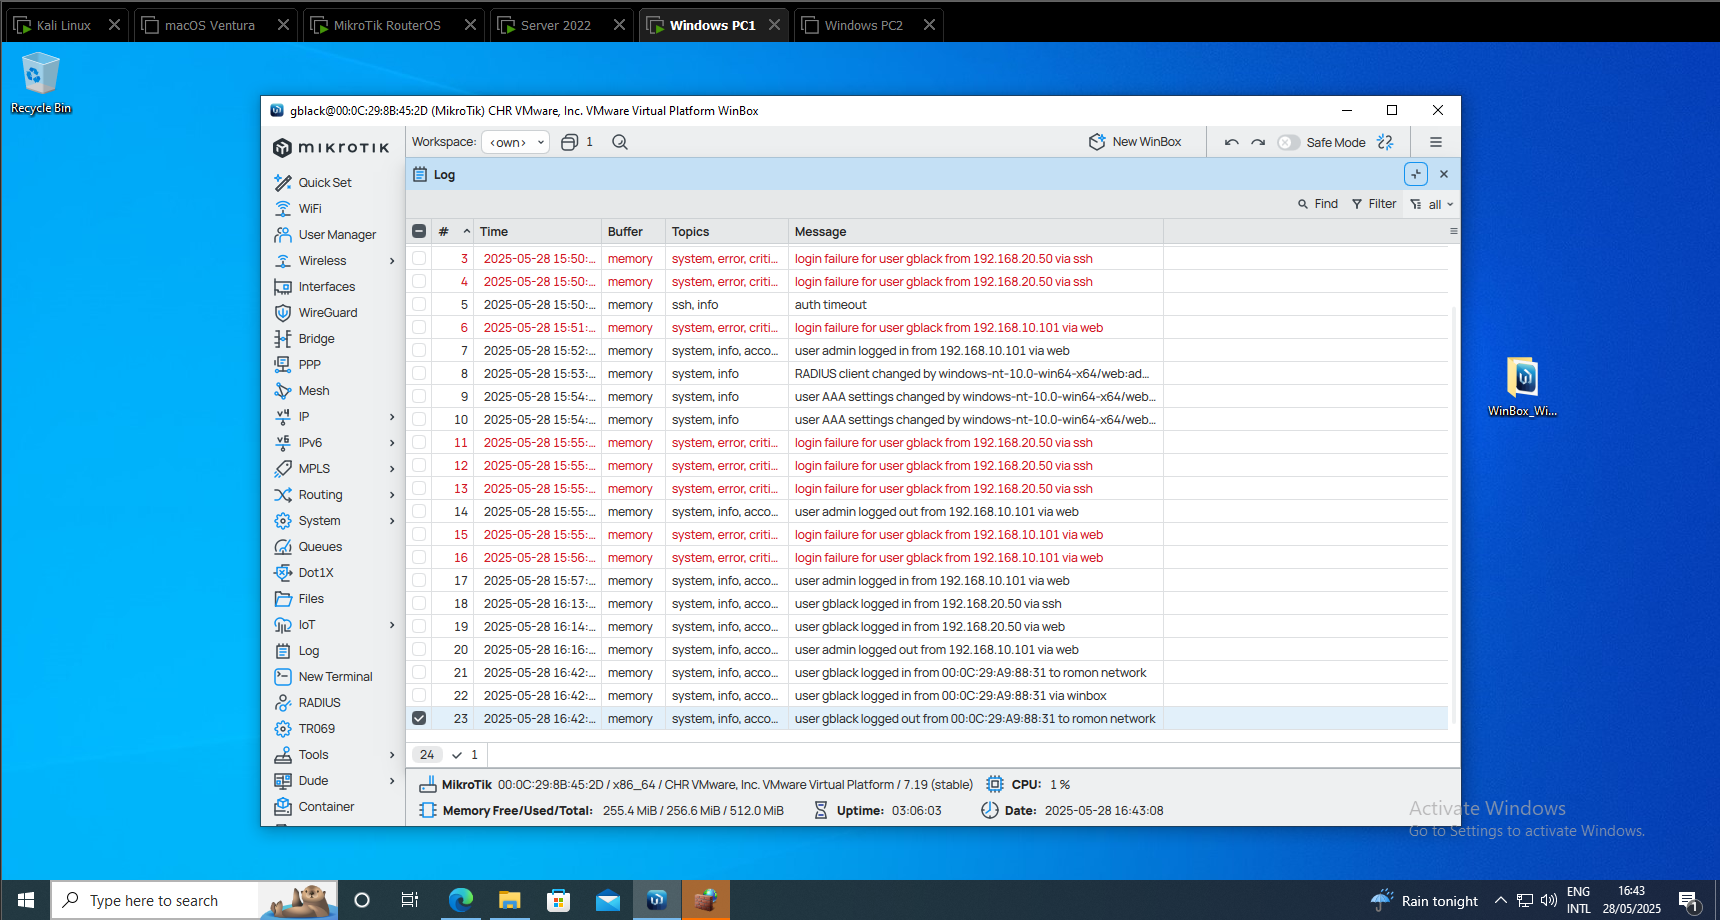 Kali Linux
macOS Ventura
MikroTik RouterOS
Server 2022
Windows PC1
Windows PC2
Recycle Bin
gblack@00:0C:29:8B:45:2D (MikroTik) CHR VMware, Inc. VMware Virtual Platform WinBox
MIKROTIK
Workspace: <own> 1
New WinBox
Safe Mode
Quick Set
WiFi
User Manager
Wireless
Interfaces
WireGuard
Bridge
PPP
Mesh
IP
IPv6
MPLS
Routing
System
Queues
Dot1X
Files
IoT
Log
New Terminal
RADIUS
TR069
Tools
Dude
Container
Log
Find Filter all
# Time Buffer Topics Message
3 2025-05-28 15:50:... memory system, error, criti... login failure for user gblack from 192.168.20.50 via ssh
4 2025-05-28 15:50:... memory system, error, criti... login failure for user gblack from 192.168.20.50 via ssh
5 2025-05-28 15:50:... memory ssh, info auth timeout
6 2025-05-28 15:51:... memory system, error, criti... login failure for user gblack from 192.168.10.101 via web
7 2025-05-28 15:52:... memory system, info, acco... user admin logged in from 192.168.10.101 via web
8 2025-05-28 15:53:... memory system, info RADIUS client changed by windows-nt-10.0-win64-x64/web:ad...
9 2025-05-28 15:54:... memory system, info user AAA settings changed by windows-nt-10.0-win64-x64/web...
10 2025-05-28 15:54:... memory system, info user AAA settings changed by windows-nt-10.0-win64-x64/web...
11 2025-05-28 15:55:... memory system, error, criti... login failure for user gblack from 192.168.20.50 via ssh
12 2025-05-28 15:55:... memory system, error, criti... login failure for user gblack from 192.168.20.50 via ssh
13 2025-05-28 15:55:... memory system, error, criti... login failure for user gblack from 192.168.20.50 via ssh
14 2025-05-28 15:55:... memory system, info, acco... user admin logged out from 192.168.10.101 via web
15 2025-05-28 15:55:... memory system, error, criti... login failure for user gblack from 192.168.10.101 via web
16 2025-05-28 15:56:... memory system, error, criti... login failure for user gblack from 192.168.10.101 via web
17 2025-05-28 15:57:... memory system, info, acco... user admin logged in from 192.168.10.101 via web
18 2025-05-28 16:13:... memory system, info, acco... user gblack logged in from 192.168.20.50 via ssh
19 2025-05-28 16:14:... memory system, info, acco... user gblack logged in from 192.168.20.50 via web
20 2025-05-28 16:16:... memory system, info, acco... user admin logged out from 192.168.10.101 via web
21 2025-05-28 16:42:... memory system, info, acco... user gblack logged in from 00:0C:29:A9:88:31 to romon network
22 2025-05-28 16:42:... memory system, info, acco... user gblack logged in from 00:0C:29:A9:88:31 via winbox
23 2025-05-28 16:42:... memory system, info, acco... user gblack logged out from 00:0C:29:A9:88:31 to romon network
24 1
MikroTik 00:0C:29:8B:45:2D / x86_64 / CHR VMware, Inc. VMware Virtual Platform / 7.19 (stable) CPU: 1 %
Memory Free/Used/Total: 255.4 MiB / 256.6 MiB / 512.0 MiB Uptime: 03:06:03 Date: 2025-05-28 16:43:08
WinBox_Wi...
Activate Windows
Go to Settings to activate Windows.
Type here to search
Rain tonight
ENG
INTL
16:43
28/05/2025
1